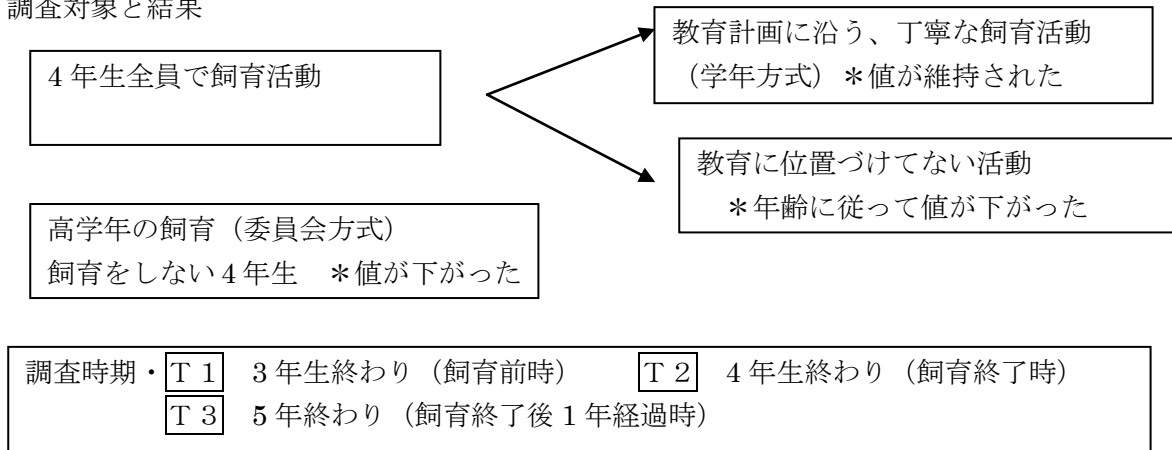 調査対象と結果
4年生全員で飼育活動
教育計画に沿う、丁寧な飼育活動
（学年方式）＊値が維持された
教育に位置づけてない活動
＊年齢に従って値が下がった
高学年の飼育（委員会方式）
飼育をしない4年生　＊値が下がった
調査時期・Ｔ１　3年生終わり（飼育前時）　Ｔ２　4年生終わり（飼育終了時）
Ｔ３　5年終わり（飼育終了後1年経過時）